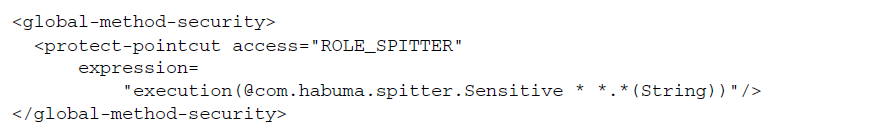 <global-method-security>
  <protect-pointcut access="ROLE_SPITTER"
      expression=
          "execution(@com.habuma.spitter.Sensitive * *.*(String))"/>
</global-method-security>